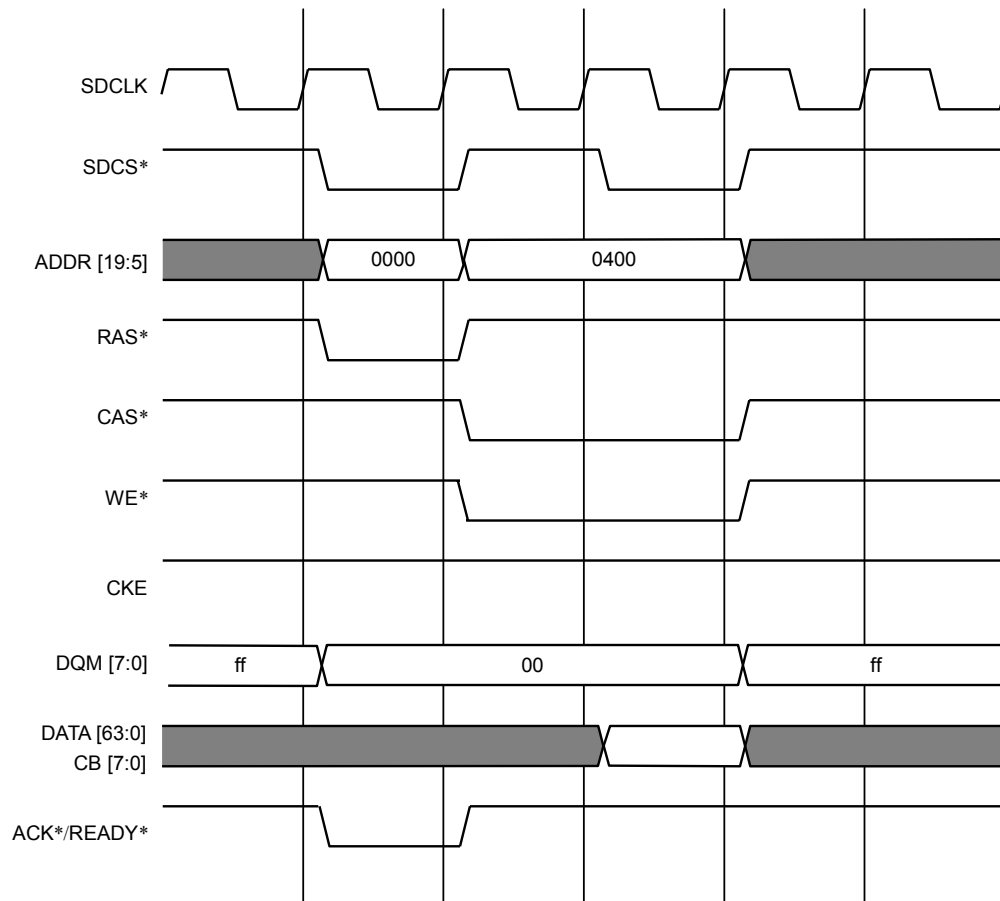 SDCLK
SDCS*
ADDR [19:5] 0000 0400
RAS*
CAS*
WE*
CKE
DQM [7:0] ff 00 ff
DATA [63:0]
CB [7:0]
ACK*/READY*